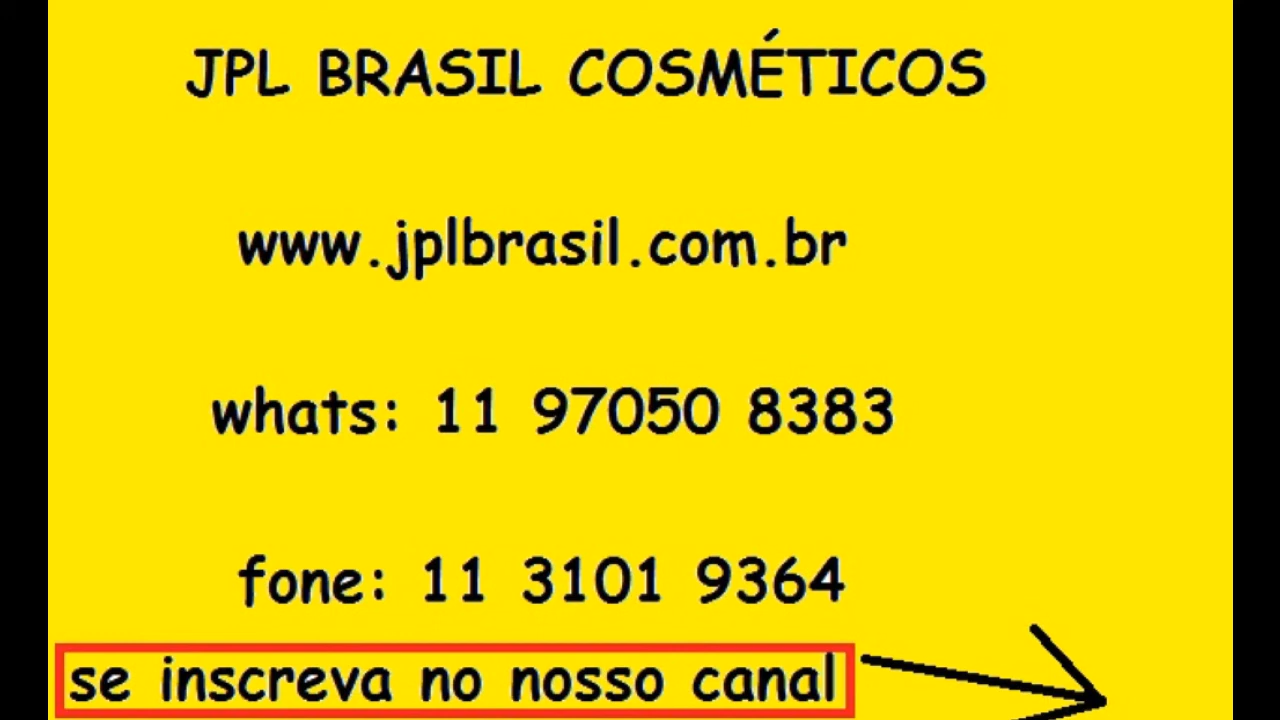 JPL BRASIL COSMÉTICOS
www.jplbrasil.com.br
whats: 11 97050 8383
fone: 11 3101 9364
se inscreva no nosso canal